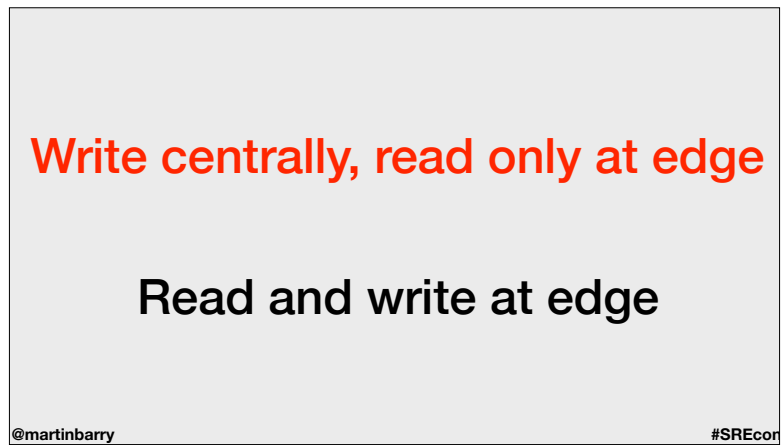 Write centrally, read only at edge
Read and write at edge
@martinbarry #SREcon